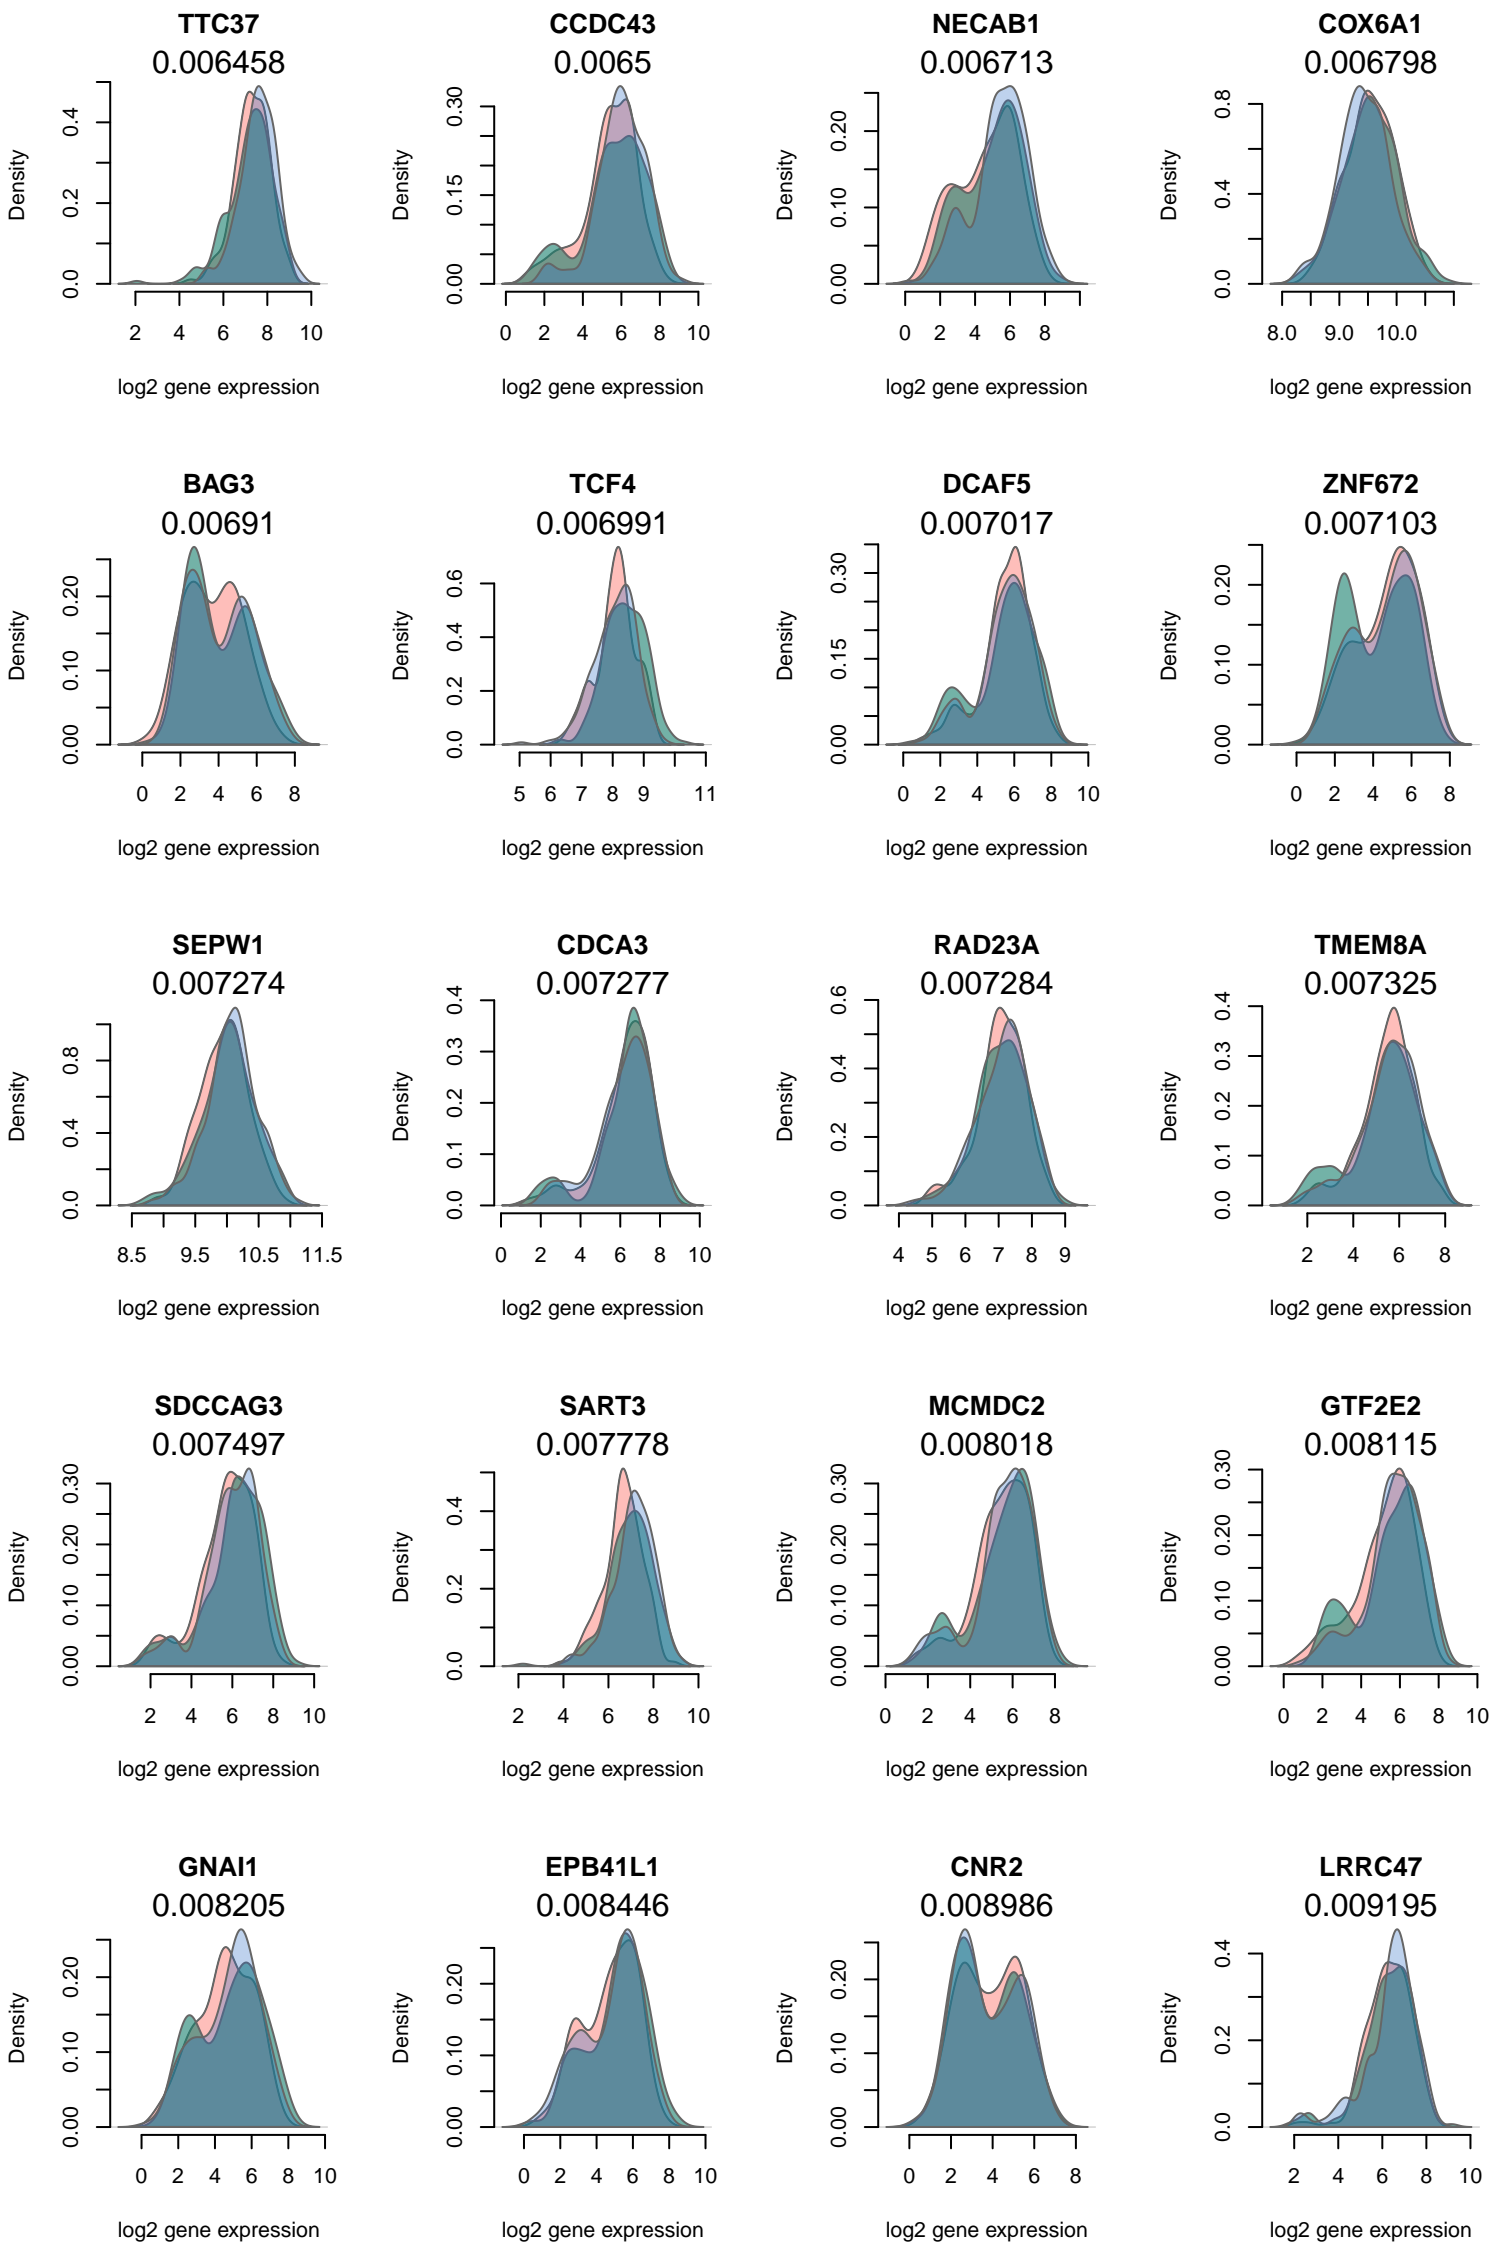 TTC37
0.006458
Density
0.0 0.2 0.4
2 4 6 8 10
log2 gene expression
CCDC43
0.0065
Density
0.00 0.15 0.30
0 2 4 6 8 10
log2 gene expression
NECAB1
0.006713
Density
0.00 0.10 0.20
0 2 4 6 8
log2 gene expression
COX6A1
0.006798
Density
0.0 0.4 0.8
8.0 9.0 10.0
log2 gene expression
BAG3
0.00691
Density
0.00 0.10 0.20
0 2 4 6 8
log2 gene expression
TCF4
0.006991
Density
0.0 0.2 0.4 0.6
5 6 7 8 9 11
log2 gene expression
DCAF5
0.007017
Density
0.00 0.15 0.30
0 2 4 6 8 10
log2 gene expression
ZNF672
0.007103
Density
0.00 0.10 0.20
0 2 4 6 8
log2 gene expression
SEPW1
0.007274
Density
0.0 0.4 0.8
8.5 9.5 10.5 11.5
log2 gene expression
CDCA3
0.007277
Density
0.0 0.1 0.2 0.3 0.4
0 2 4 6 8 10
log2 gene expression
RAD23A
0.007284
Density
0.0 0.2 0.4 0.6
4 5 6 7 8 9
log2 gene expression
TMEM8A
0.007325
Density
0.0 0.1 0.2 0.3 0.4
2 4 6 8
log2 gene expression
SDCCAG3
0.007497
Density
0.00 0.10 0.20 0.30
2 4 6 8 10
log2 gene expression
SART3
0.007778
Density
0.0 0.2 0.4
2 4 6 8 10
log2 gene expression
MCMDC2
0.008018
Density
0.00 0.10 0.20 0.30
0 2 4 6 8
log2 gene expression
GTF2E2
0.008115
Density
0.00 0.10 0.20 0.30
0 2 4 6 8 10
log2 gene expression
GNAI1
0.008205
Density
0.00 0.10 0.20
0 2 4 6 8 10
log2 gene expression
EPB41L1
0.008446
Density
0.00 0.10 0.20
0 2 4 6 8 10
log2 gene expression
CNR2
0.008986
Density
0.00 0.10 0.20
0 2 4 6 8
log2 gene expression
LRRC47
0.009195
Density
0.0 0.2 0.4
2 4 6 8 10
log2 gene expression